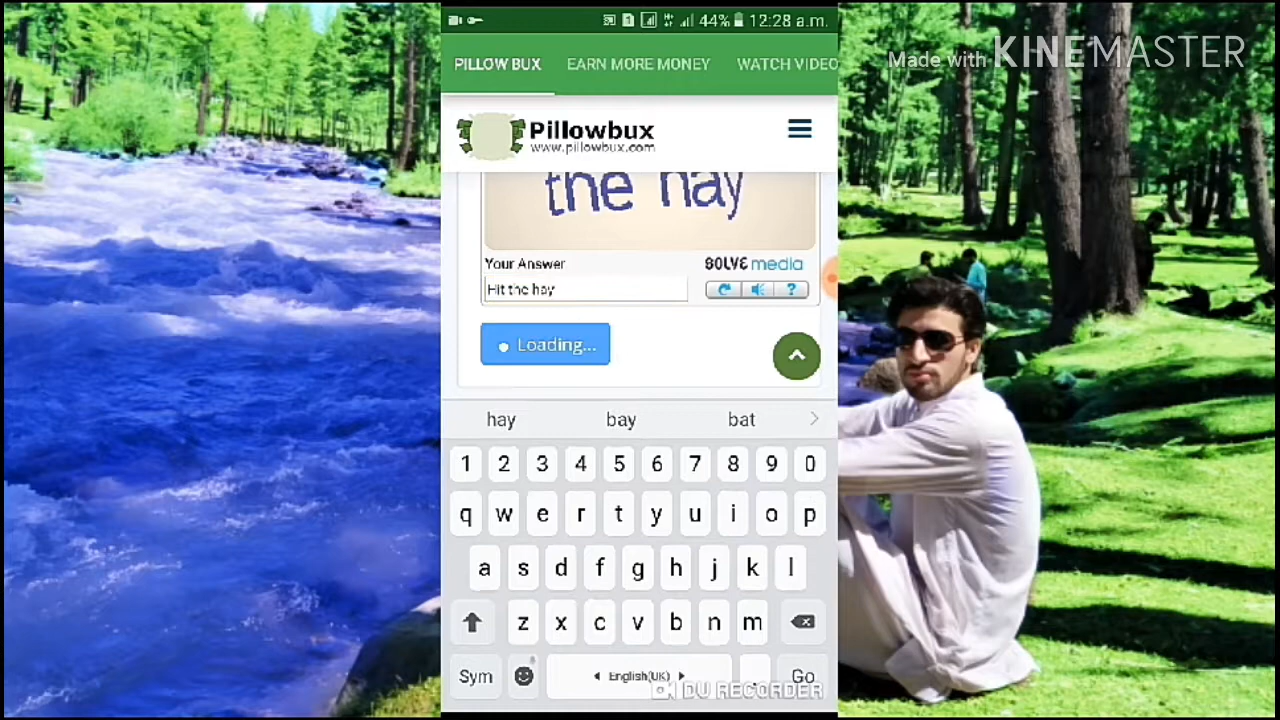 44% 12:28 a.m.
Made with KINEMASTER
PILLOW BUX EARN MORE MONEY WATCH VIDEO
Pillowbux
www.pillowbux.com
the hay
Your Answer
SOLVE media
Hit the hay
?
Loading...
hay bay bat
1 2 3 4 5 6 7 8 9 0
q w e r t y u i o p
a s d f g h j k l
z x c v b n m
Sym English(UK) . Go
DU RECORDER